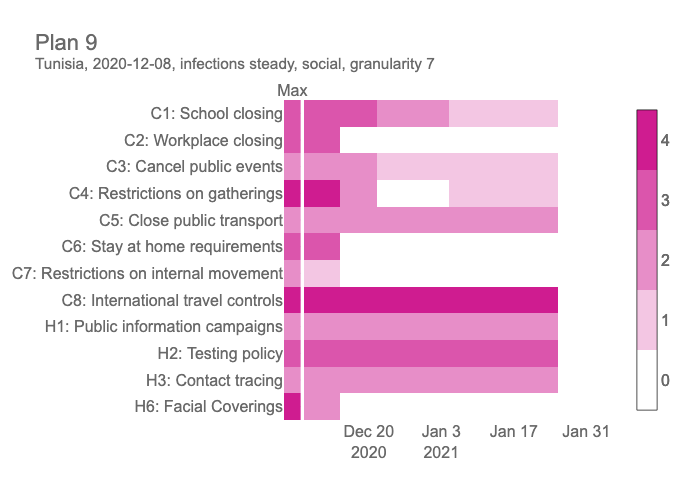 Plan 9
Tunisia, 2020-12-08, infections steady, social, granularity 7
Max
C1: School closing
C2: Workplace closing
C3: Cancel public events
C4: Restrictions on gatherings
C5: Close public transport
C6: Stay at home requirements
C7: Restrictions on internal movement
C8: International travel controls
H1: Public information campaigns
H2: Testing policy
H3: Contact tracing
H6: Facial Coverings
Dec 20 Jan 3 Jan 17 Jan 31
2020 2021
4
3
2
1
0